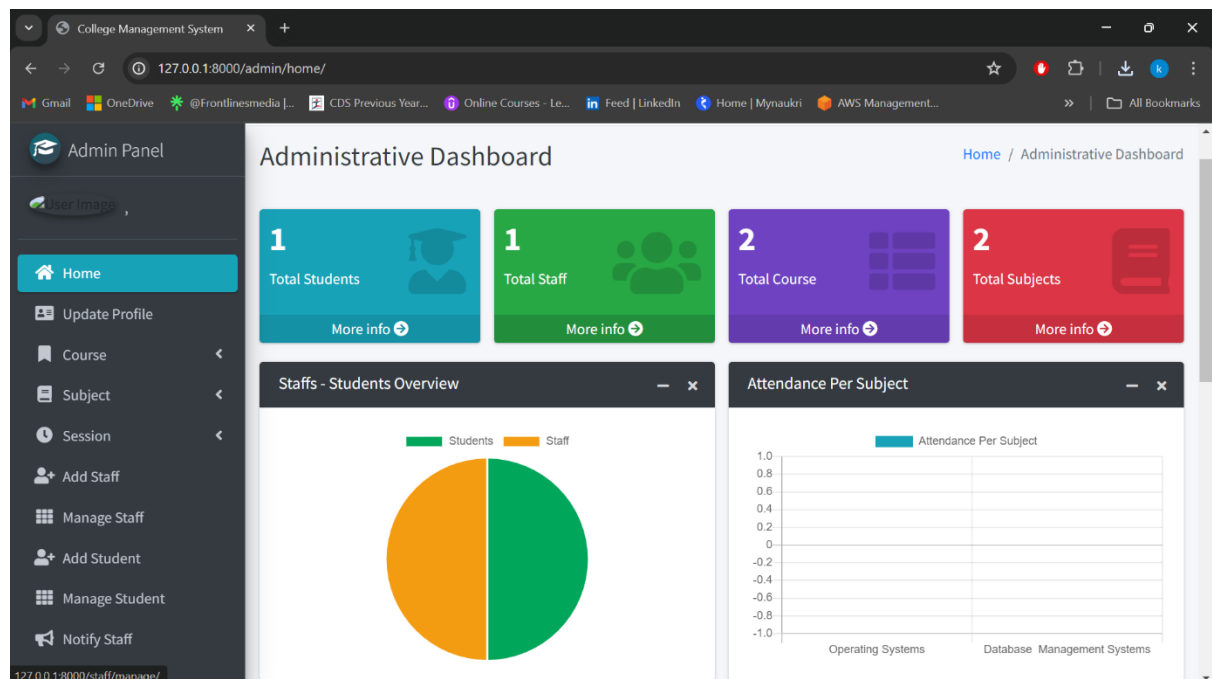 College Management System
127.0.0.1:8000/admin/home/
k
Gmail OneDrive @Frontlinesmedia |... CDS Previous Year... Online Courses - Le... Feed | LinkedIn Home | Mynaukri AWS Management... » All Bookmarks
Admin Panel
User Image ,
Home
Update Profile
Course
Subject
Session
Add Staff
Manage Staff
Add Student
Manage Student
Notify Staff
127.0.0.1:8000/staff/manage/
Administrative Dashboard
Home / Administrative Dashboard
1
Total Students
More info
1
Total Staff
More info
2
Total Course
More info
2
Total Subjects
More info
Staffs - Students Overview
Students Staff
Attendance Per Subject
Attendance Per Subject
1.0
0.8
0.6
0.4
0.2
0
-0.2
-0.4
-0.6
-0.8
-1.0
Operating Systems Database Management Systems